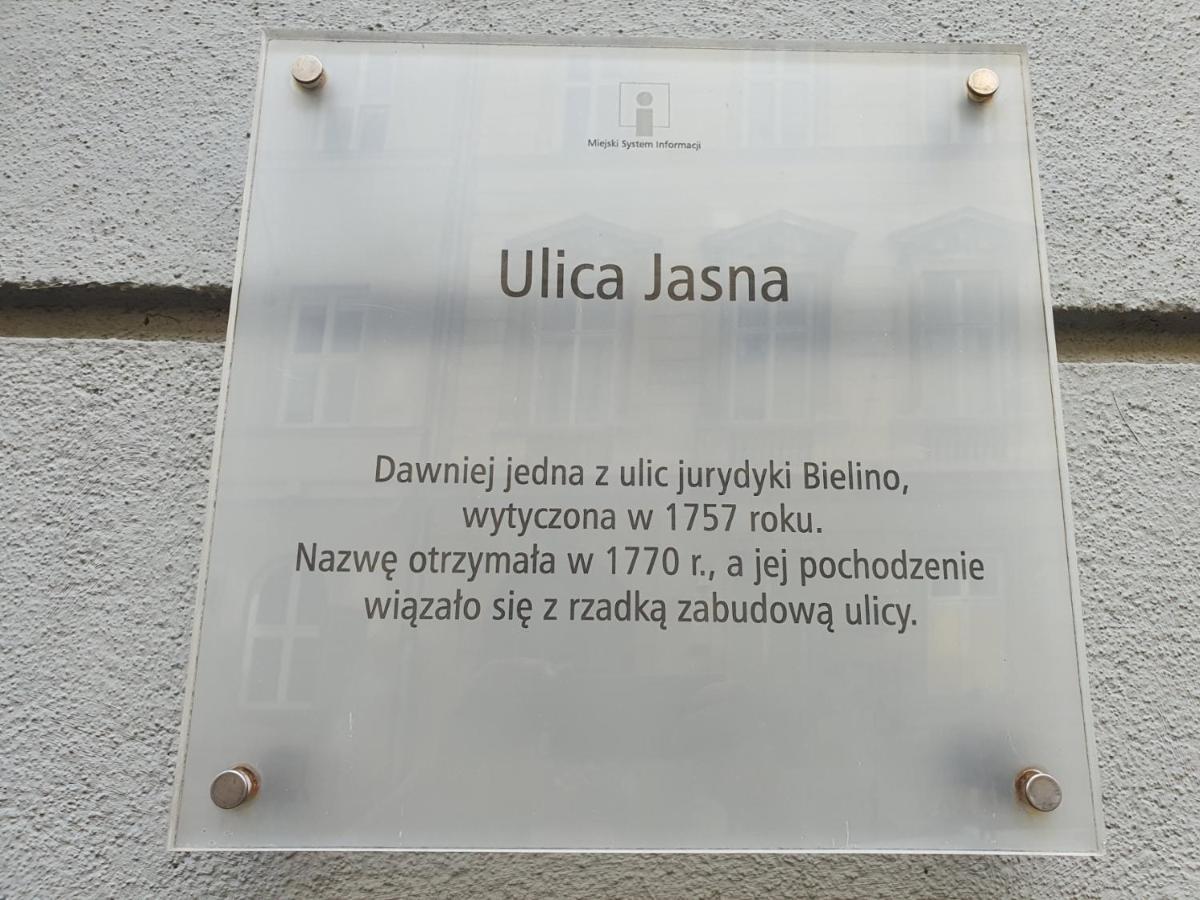 Miejski System Informacji
Ulica Jasna
Dawniej jedna z ulic jurydyki Bielino,
wytyczona w 1757 roku.
Nazwę otrzymała w 1770 r., a jej pochodzenie
wiązało się z rzadką zabudową ulicy.